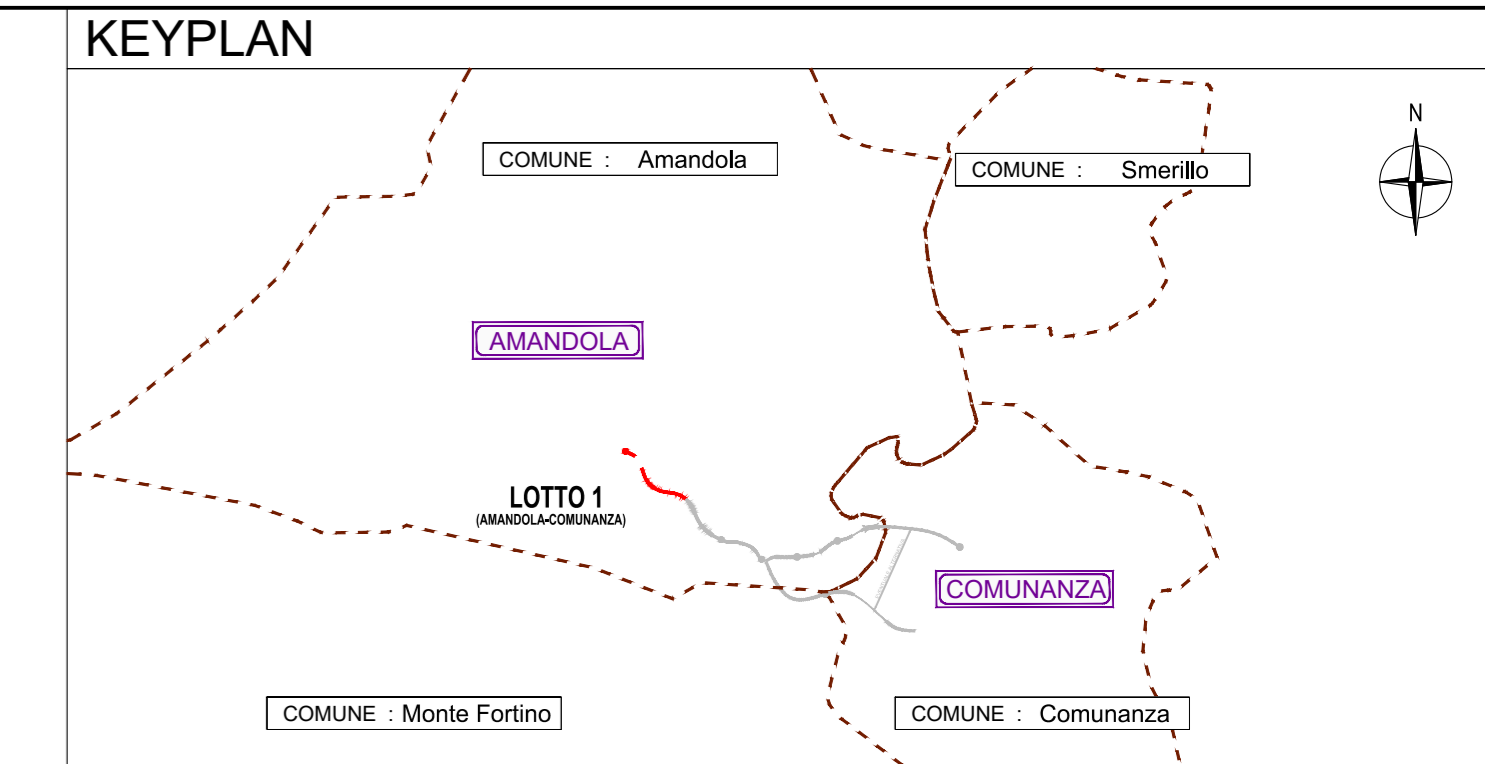 KEYPLAN
N
COMUNE : Amandola
COMUNE : Smerillo
AMANDOLA
LOTTO 1
(AMANDOLA-COMUNANZA)
COMUNANZA
COMUNE : Monte Fortino
COMUNE : Comunanza